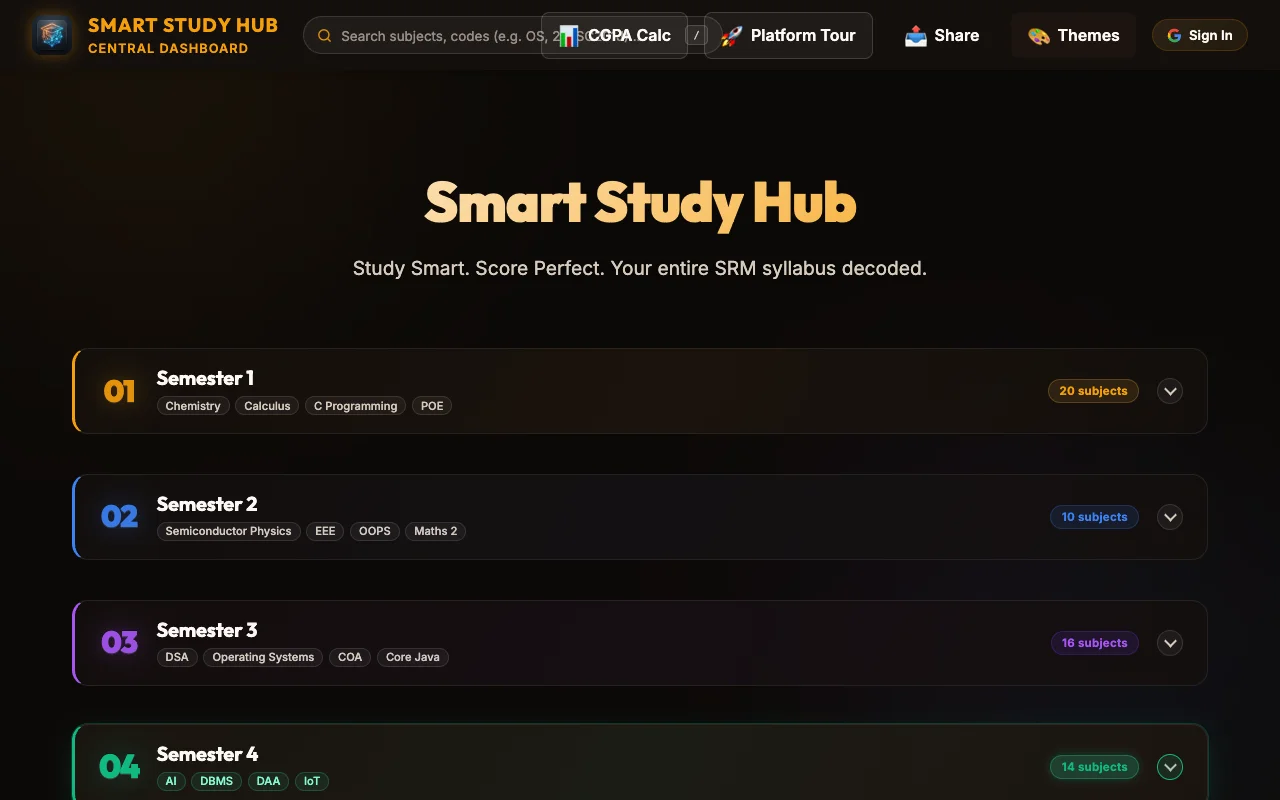 SMART STUDY HUB
CENTRAL DASHBOARD
Search subjects, codes (e.g. OS,
CGPA Calc
/
Platform Tour
Share
Themes
Sign In
Smart Study Hub
Study Smart. Score Perfect. Your entire SRM syllabus decoded.
01
Semester 1
Chemistry Calculus C Programming POE
20 subjects
02
Semester 2
Semiconductor Physics EEE OOPS Maths 2
10 subjects
03
Semester 3
DSA Operating Systems COA Core Java
16 subjects
04
Semester 4
AI DBMS DAA IoT
14 subjects